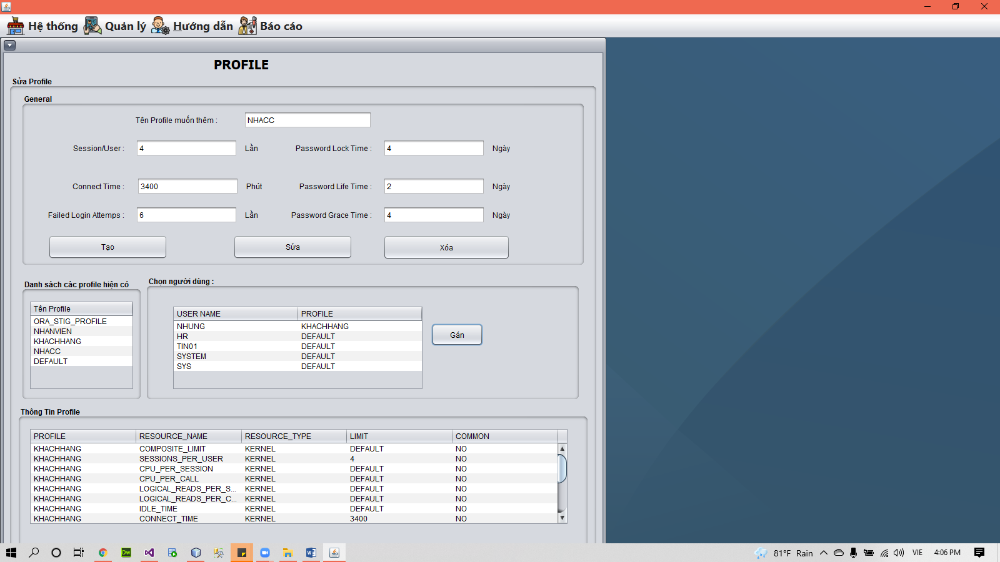 Hệ thống Quản lý Hướng dẫn Báo cáo
PROFILE
Sửa Profile
General
Tên Profile muốn thêm : NHACC
Session/User : 4 Lần Password Lock Time : 4 Ngày
Connect Time : 3400 Phút Password Life Time : 2 Ngày
Failed Login Attemps : 6 Lần Password Grace Time : 4 Ngày
Tạo Sửa Xóa
Danh sách các profile hiện có
Tên Profile
ORA_STIG_PROFILE
NHANVIEN
KHACHHANG
NHACC
DEFAULT
Chọn người dùng :
USER NAME PROFILE
NHUNG KHACHHANG
HR DEFAULT
TIN01 DEFAULT
SYSTEM DEFAULT
SYS DEFAULT
Gán
Thông Tin Profile
PROFILE RESOURCE_NAME RESOURCE_TYPE LIMIT COMMON
KHACHHANG COMPOSITE_LIMIT KERNEL DEFAULT NO
KHACHHANG SESSIONS_PER_USER KERNEL 4 NO
KHACHHANG CPU_PER_SESSION KERNEL DEFAULT NO
KHACHHANG CPU_PER_CALL KERNEL DEFAULT NO
KHACHHANG LOGICAL_READS_PER_S... KERNEL DEFAULT NO
KHACHHANG LOGICAL_READS_PER_C... KERNEL DEFAULT NO
KHACHHANG IDLE_TIME KERNEL DEFAULT NO
KHACHHANG CONNECT_TIME KERNEL 3400 NO
Dw 81°F Rain VIE 4:06 PM